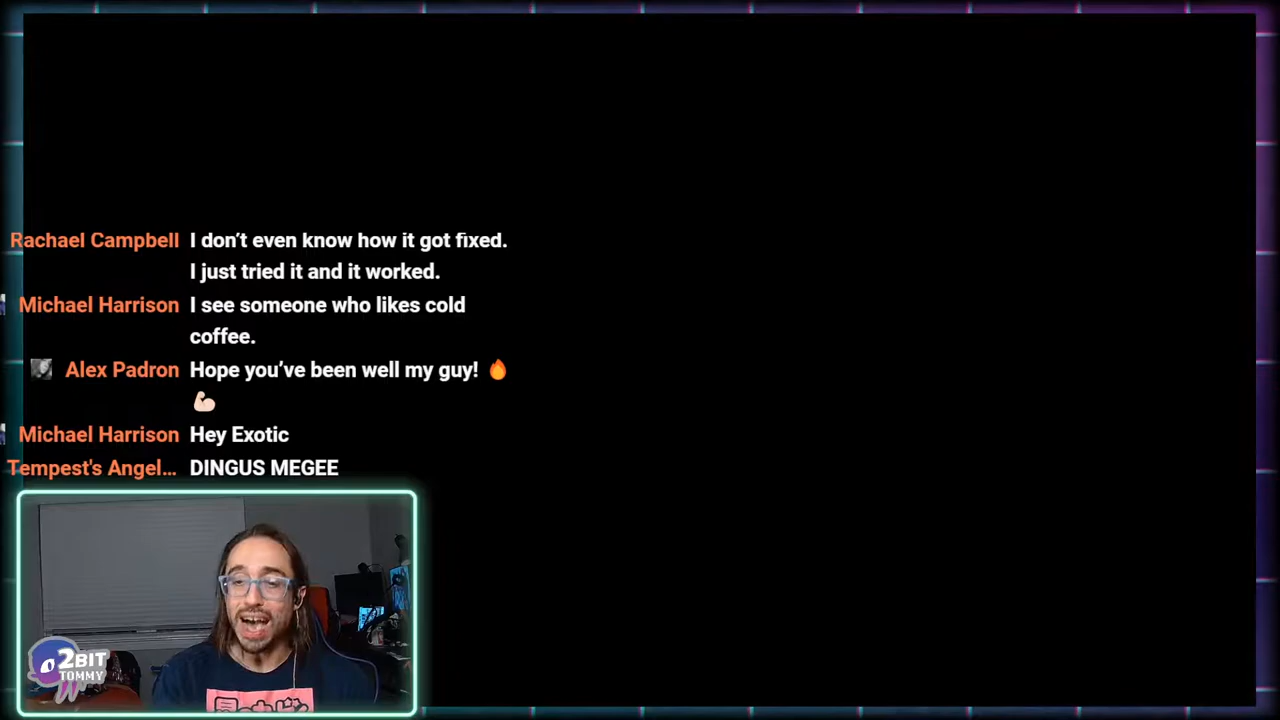 Rachael Campbell I don't even know how it got fixed.
I just tried it and it worked.
Michael Harrison I see someone who likes cold
coffee.
Alex Padron Hope you've been well my guy! 🔥
💪🏻
Michael Harrison Hey Exotic
Tempest's Angel... DINGUS MEGEE
2BIT
TOMMY